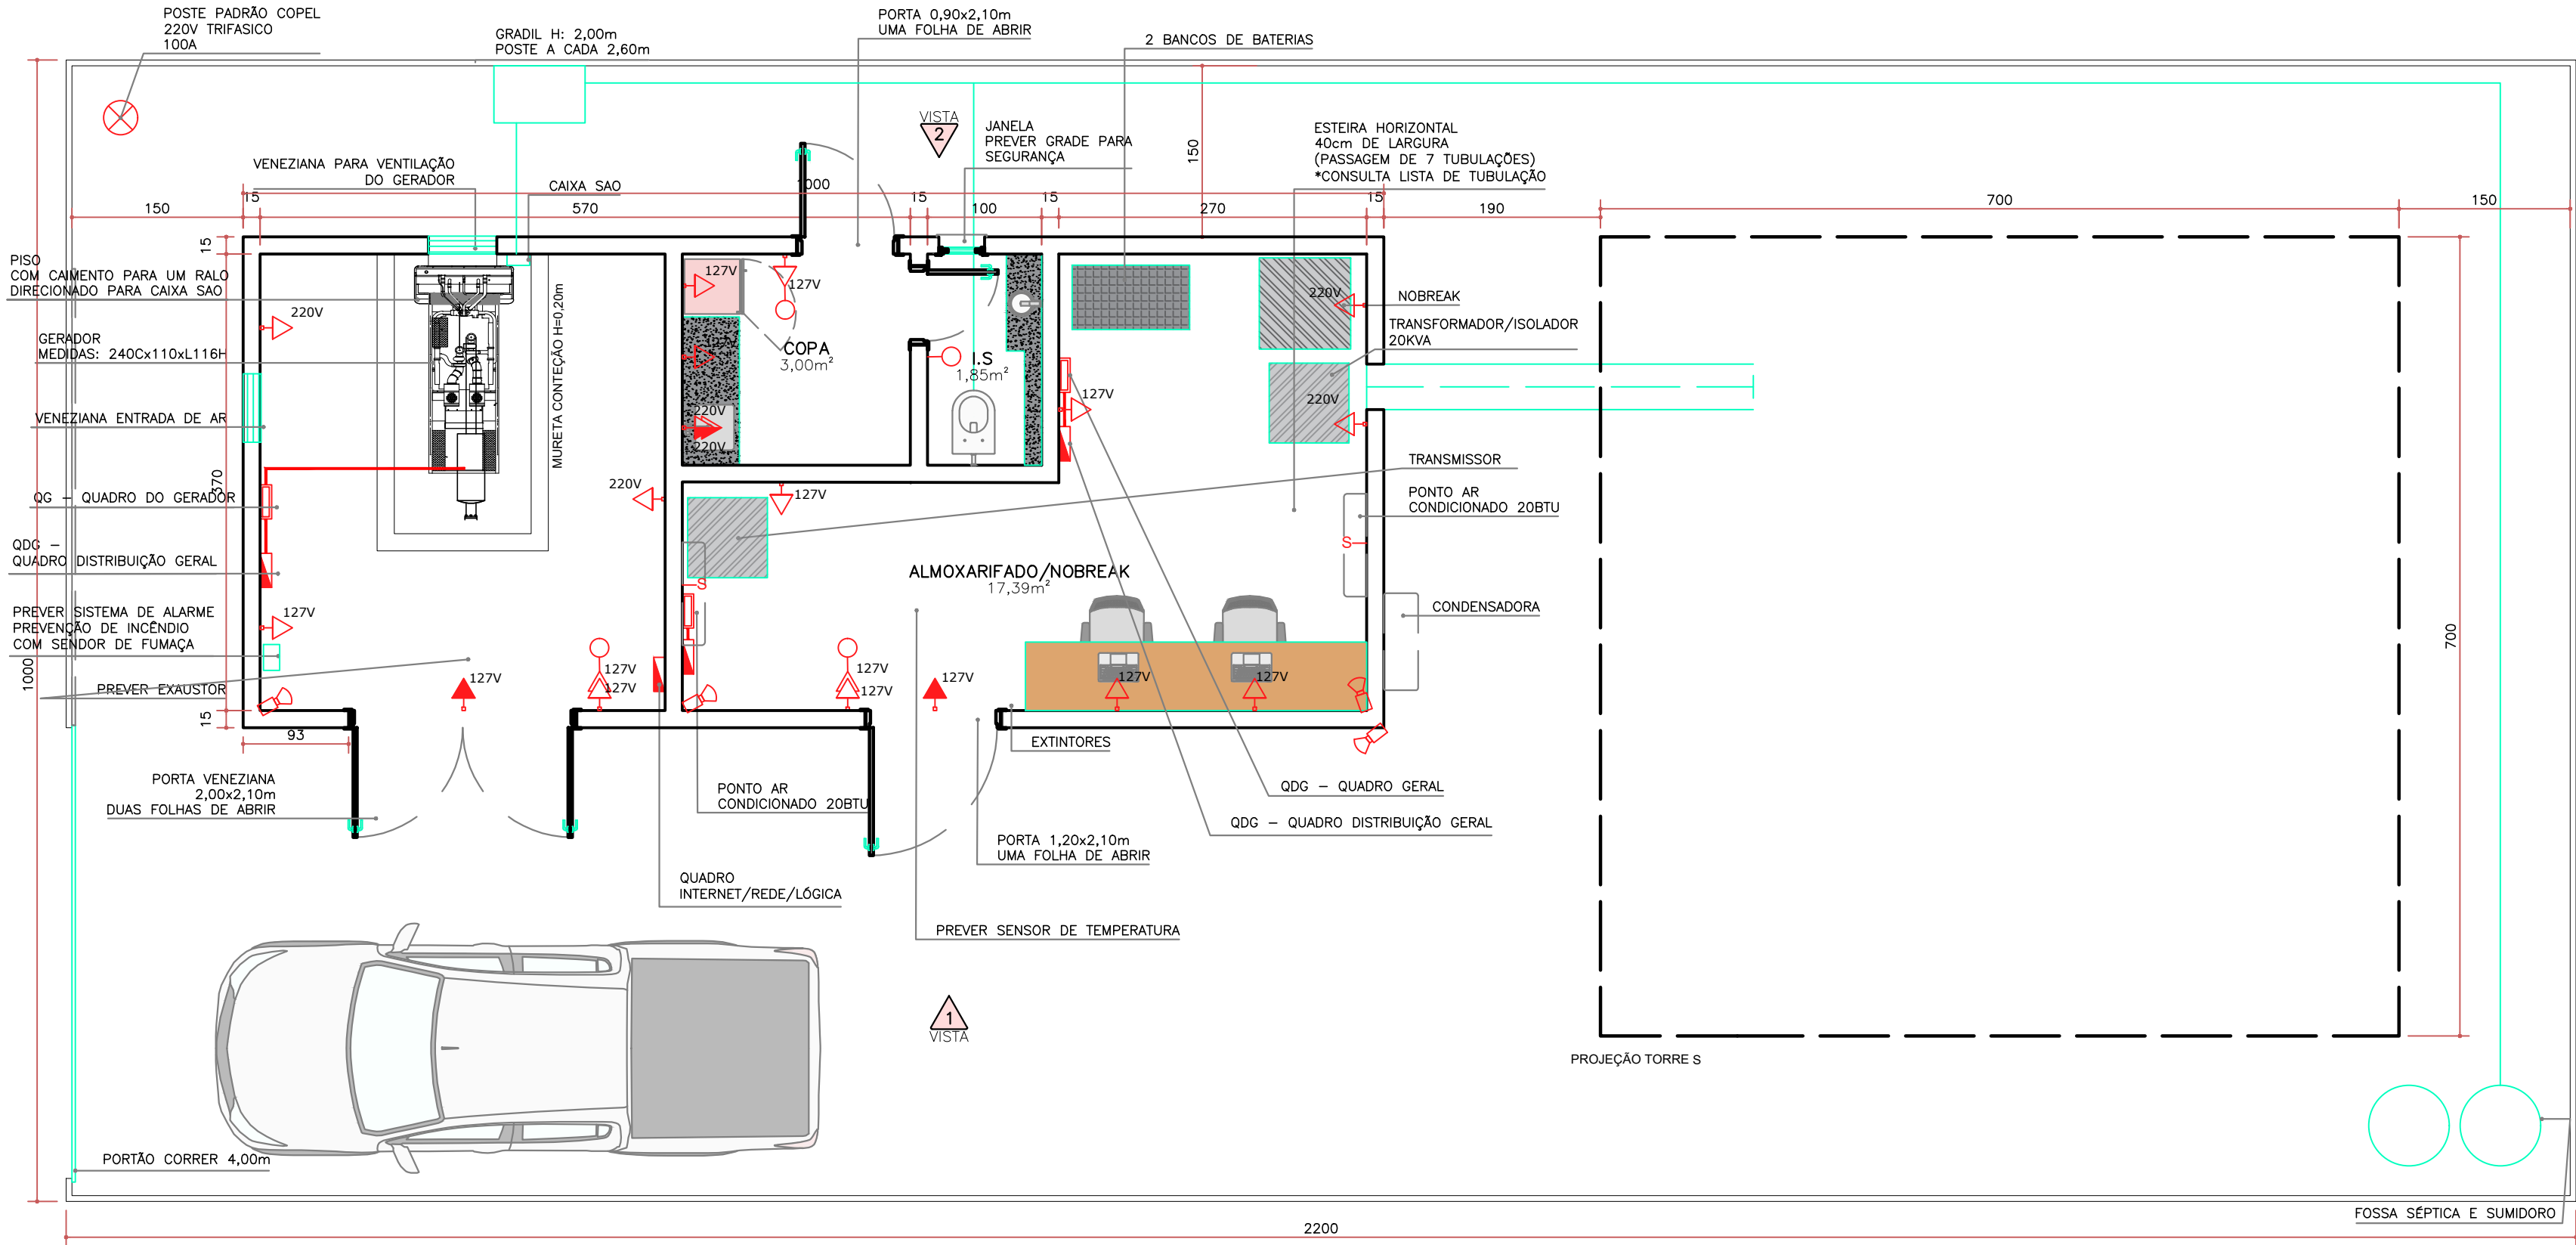 POSTE PADRÃO COPEL
220V TRIFASICO
100A
GRADIL H: 2,00m
POSTE A CADA 2,60m
PORTA 0,90x2,10m
UMA FOLHA DE ABRIR
2 BANCOS DE BATERIAS
VISTA
2
JANELA
PREVER GRADE PARA
SEGURANÇA
ESTEIRA HORIZONTAL
40cm DE LARGURA
(PASSAGEM DE 7 TUBULAÇÕES)
*CONSULTA LISTA DE TUBULAÇÃO
150
VENEZIANA PARA VENTILAÇÃO
DO GERADOR
CAIXA SAO
1000
150
15
570
15
100
15
270
15
190
700
150
15
PISO
COM CAIMENTO PARA UM RALO
DIRECIONADO PARA CAIXA SAO
GERADOR
MEDIDAS: 240Cx110xL116H
VENEZIANA ENTRADA DE AR
370
QG – QUADRO DO GERADOR
QDG –
QUADRO DISTRIBUIÇÃO GERAL
PREVER SISTEMA DE ALARME
PREVENÇÃO DE INCÊNDIO
COM SENDOR DE FUMAÇA
PREVER EXAUSTOR
1000
15
93
220V
MURETA CONTEÇÃO H=0,20m
127V
127V
127V
127V
220V
127V
127V
COPA
3,00m²
220V
220V
I.S
1,85m²
127V
220V
220V
NOBREAK
TRANSFORMADOR/ISOLADOR
20KVA
TRANSMISSOR
PONTO AR
CONDICIONADO 20BTU
S
127V
S
ALMOXARIFADO/NOBREAK
17,39m²
CONDENSADORA
127V
127V
127V
127V
127V
700
EXTINTORES
PORTA VENEZIANA
2,00x2,10m
DUAS FOLHAS DE ABRIR
PONTO AR
CONDICIONADO 20BTU
QDG – QUADRO GERAL
QDG – QUADRO DISTRIBUIÇÃO GERAL
PORTA 1,20x2,10m
UMA FOLHA DE ABRIR
QUADRO
INTERNET/REDE/LÓGICA
PREVER SENSOR DE TEMPERATURA
1
VISTA
PROJEÇÃO TORRE S
PORTÃO CORRER 4,00m
FOSSA SÉPTICA E SUMIDORO
2200